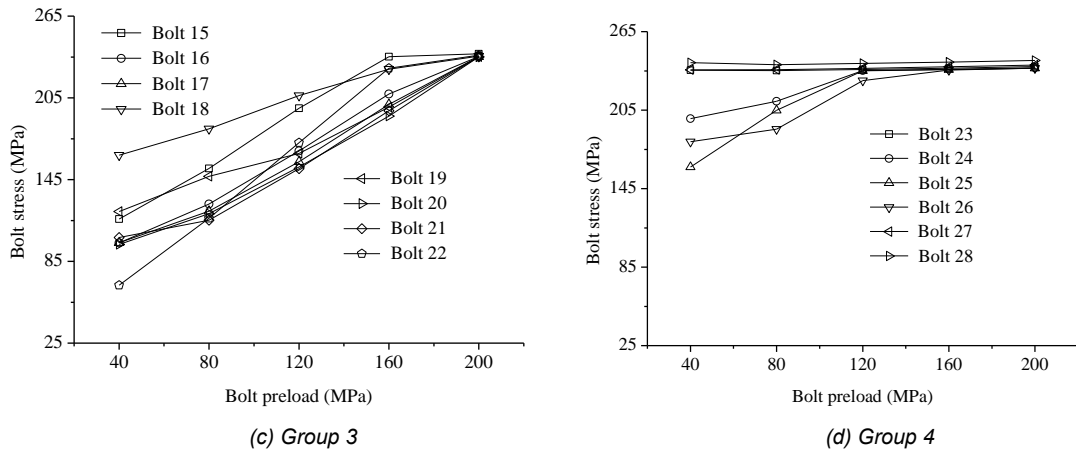 265
205
145
85
25
Bolt stress (MPa)
Bolt 15
Bolt 16
Bolt 17
Bolt 18
Bolt 19
Bolt 20
Bolt 21
Bolt 22
40 80 120 160 200
Bolt preload (MPa)
(c) Group 3
265
205
145
85
25
Bolt stress (MPa)
Bolt 23
Bolt 24
Bolt 25
Bolt 26
Bolt 27
Bolt 28
40 80 120 160 200
Bolt preload (MPa)
(d) Group 4